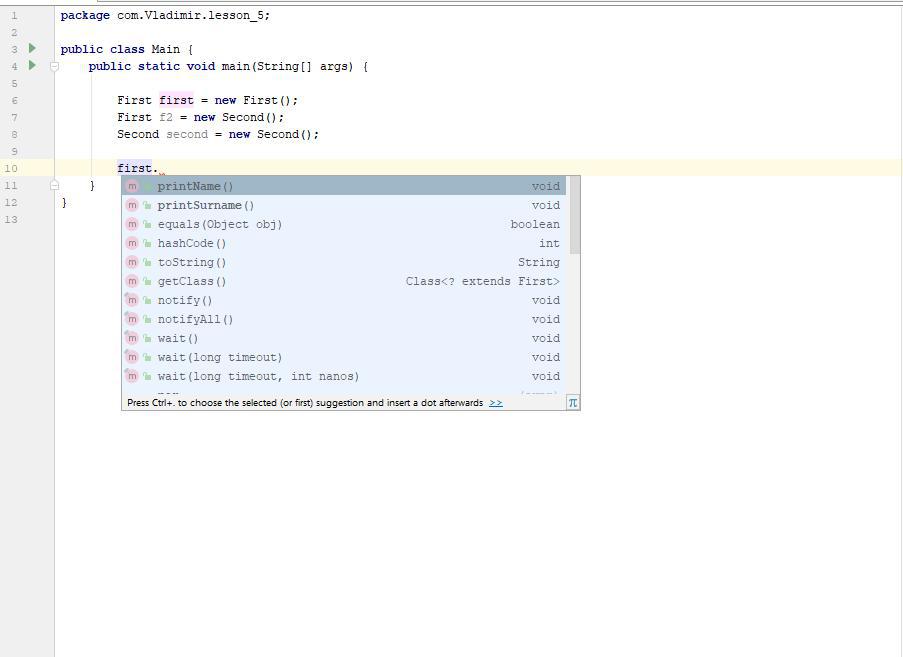 1 package com.Vladimir.lesson_5;
2
3 public class Main {
4 public static void main(String[] args) {
5
6 First first = new First();
7 First f2 = new Second();
8 Second second = new Second();
9
10 first.
11 }
12 }
13
m printName() void
m printSurname() void
m equals(Object obj) boolean
m hashCode() int
m toString() String
m getClass() Class<? extends First>
m notify() void
m notifyAll() void
m wait() void
m wait(long timeout) void
m wait(long timeout, int nanos) void
Press Ctrl+. to choose the selected (or first) suggestion and insert a dot afterwards >> π